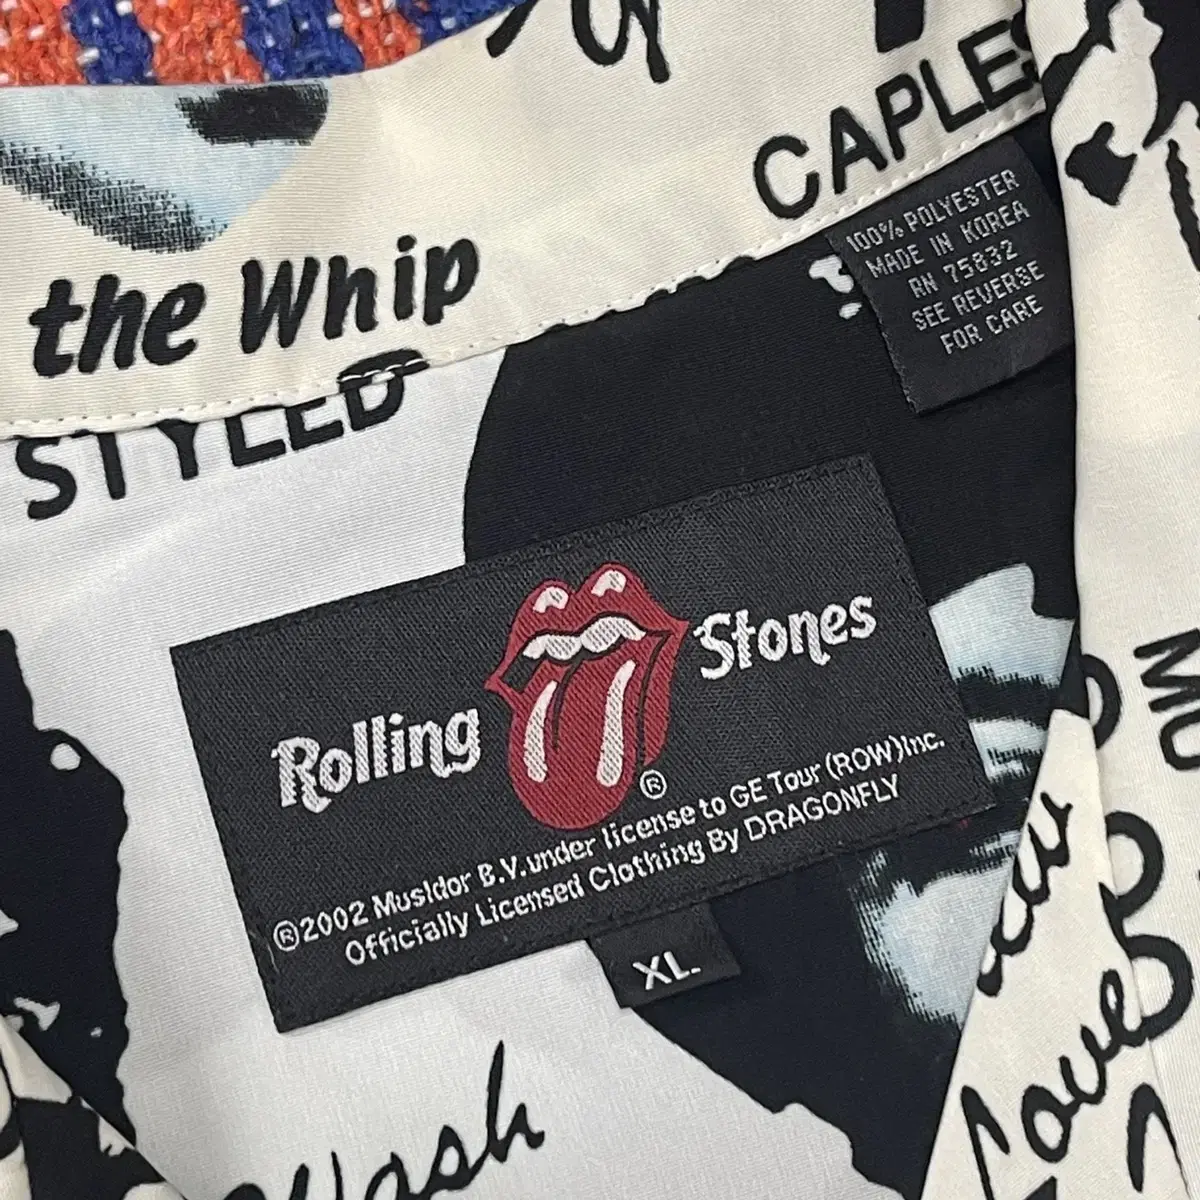 CAPLES
the Whip
STYLED
100% POLYESTER
MADE IN KOREA
RN 75832
SEE REVERSE
FOR CARE
Rolling Stones
®
®2002 Musidor B.V.under license to GE Tour (ROW)Inc.
Officially Licensed Clothing By DRAGONFLY
XL.
Love